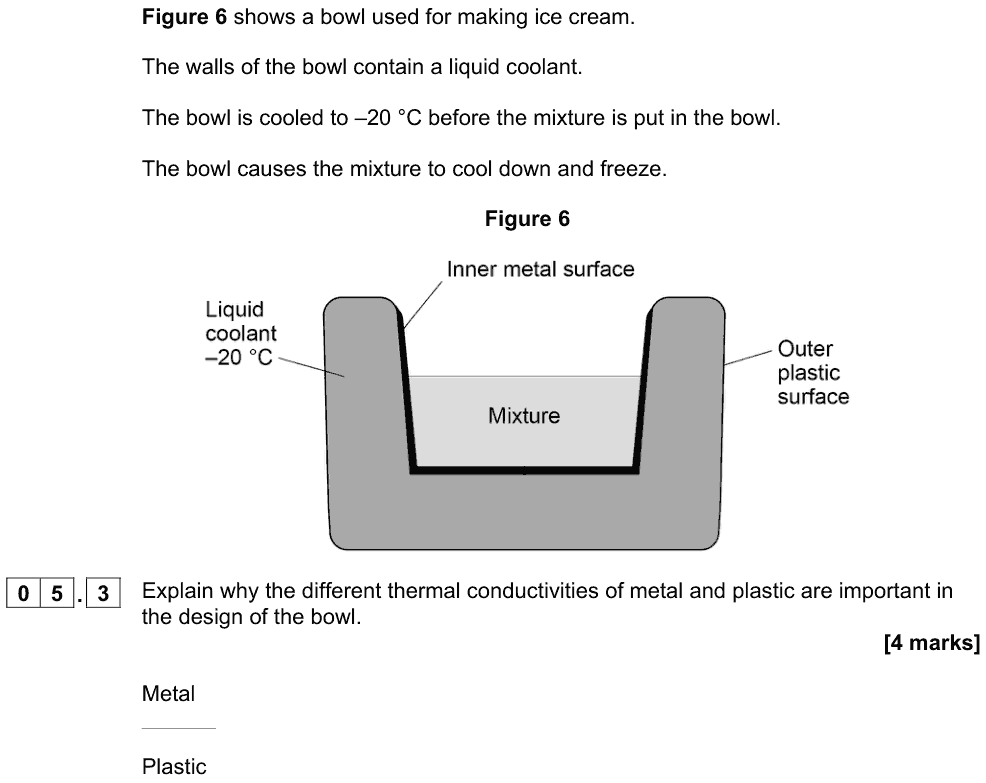 Figure 6 shows a bowl used for making ice cream.
The walls of the bowl contain a liquid coolant.
The bowl is cooled to –20 °C before the mixture is put in the bowl.
The bowl causes the mixture to cool down and freeze.
Figure 6
Inner metal surface
Liquid
coolant
–20 °C
Outer
plastic
surface
Mixture
0 5 . 3 Explain why the different thermal conductivities of metal and plastic are important in
the design of the bowl.
[4 marks]
Metal
Plastic